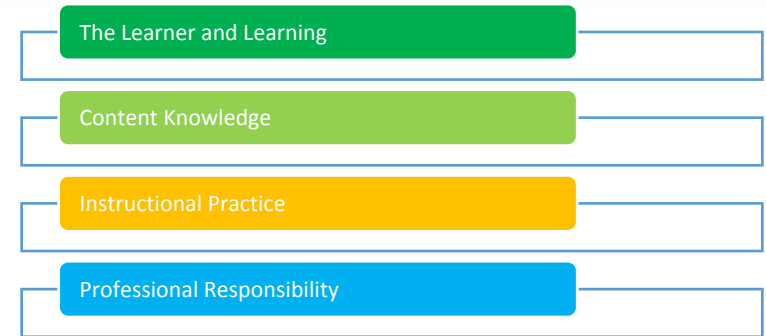 The Learner and Learning
Content Knowledge
Instructional Practice
Professional Responsibility